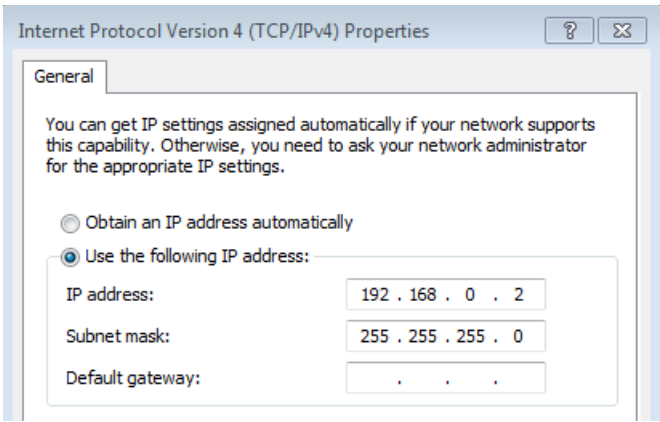 Internet Protocol Version 4 (TCP/IPv4) Properties
General
You can get IP settings assigned automatically if your network supports
this capability. Otherwise, you need to ask your network administrator
for the appropriate IP settings.
Obtain an IP address automatically
Use the following IP address:
IP address: 192 . 168 . 0 . 2
Subnet mask: 255 . 255 . 255 . 0
Default gateway: . . .